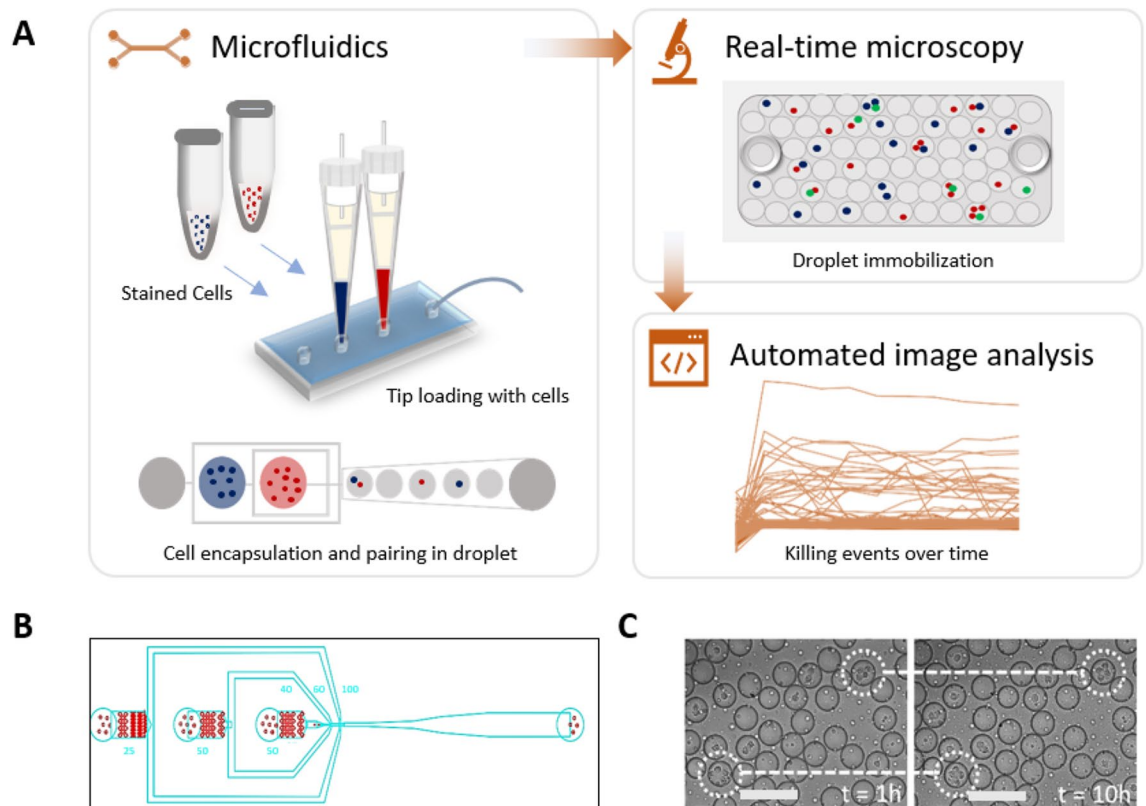 A
Microfluidics
Stained Cells
Tip loading with cells
Cell encapsulation and pairing in droplet
Real-time microscopy
Droplet immobilization
</>
Automated image analysis
Killing events over time
B
40 60 100
25
50
50
C
t = 1h
t = 10h